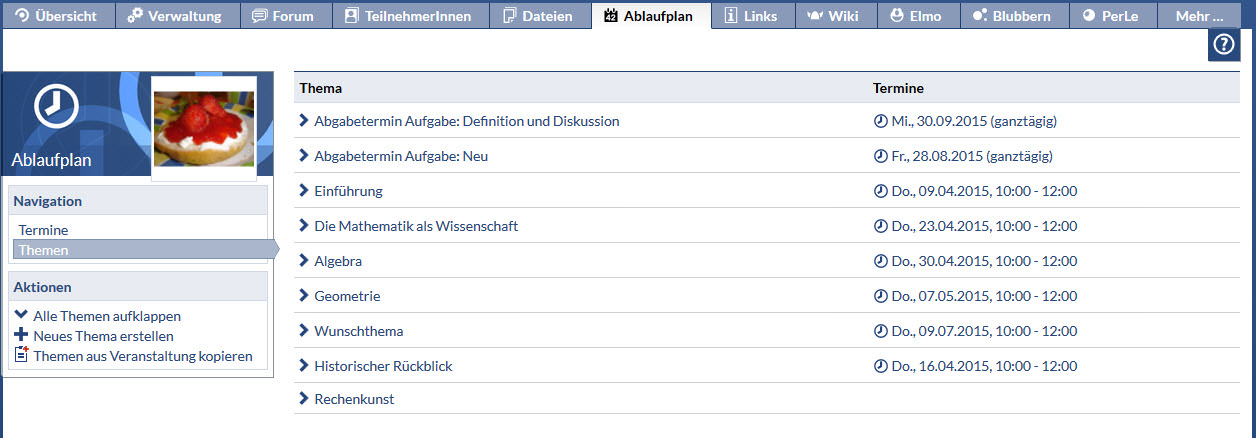 Übersicht Verwaltung Forum TeilnehmerInnen Dateien 42 Ablaufplan Links Wiki Elmo Blubbern PerLe Mehr ...
?
Ablaufplan
Navigation
Termine
Themen
Aktionen
Alle Themen aufklappen
Neues Thema erstellen
Themen aus Veranstaltung kopieren
Thema Termine
Abgabetermin Aufgabe: Definition und Diskussion Mi., 30.09.2015 (ganztägig)
Abgabetermin Aufgabe: Neu Fr., 28.08.2015 (ganztägig)
Einführung Do., 09.04.2015, 10:00 - 12:00
Die Mathematik als Wissenschaft Do., 23.04.2015, 10:00 - 12:00
Algebra Do., 30.04.2015, 10:00 - 12:00
Geometrie Do., 07.05.2015, 10:00 - 12:00
Wunschthema Do., 09.07.2015, 10:00 - 12:00
Historischer Rückblick Do., 16.04.2015, 10:00 - 12:00
Rechenkunst